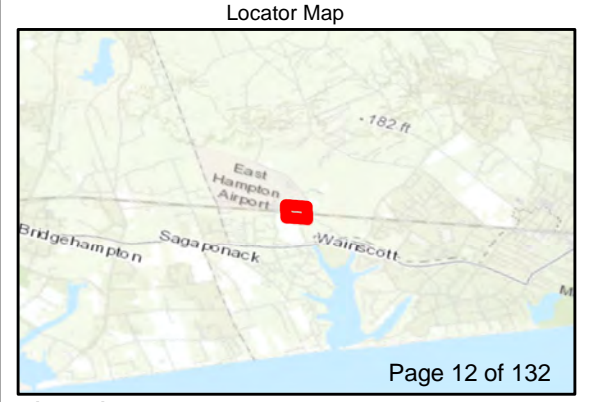 Locator Map
182 ft
East
Hampton
Airport
Bridgehampton
Sagaponack
Wainscott
M
Page 12 of 132